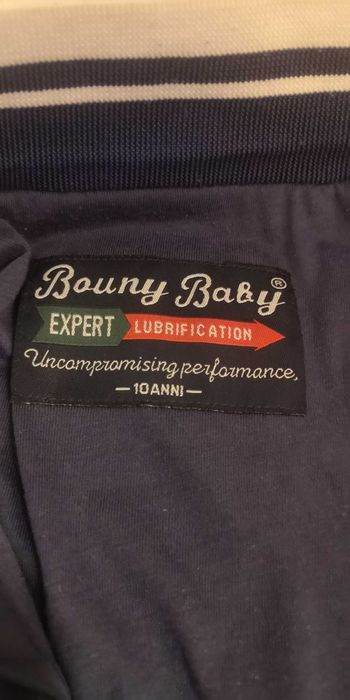 Bouny Baby®
EXPERT LUBRIFICATION
Uncompromising performance,
—10ANNI—